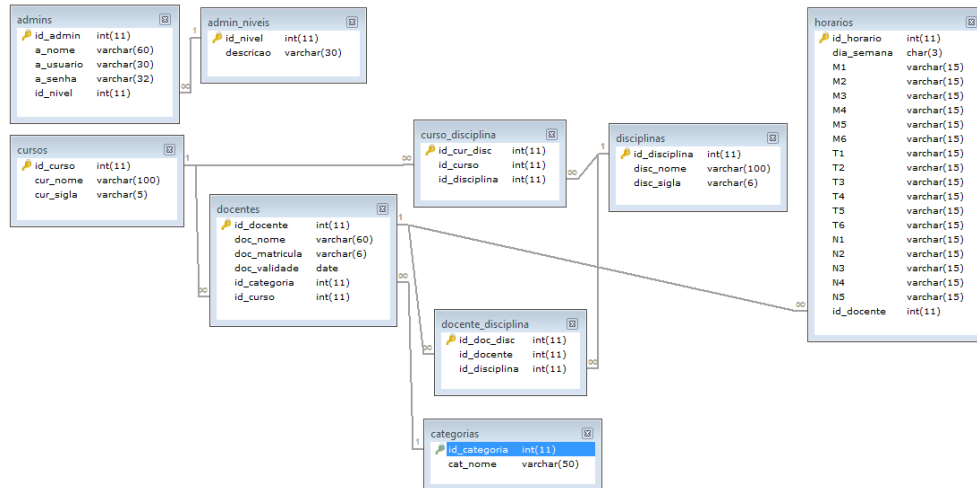 admins
id_admin int(11)
a_nome varchar(60)
a_usuario varchar(30)
a_senha varchar(32)
id_nivel int(11)
1
∞
admin_niveis
id_nivel int(11)
descricao varchar(30)
horarios
id_horario int(11)
dia_semana char(3)
M1 varchar(15)
M2 varchar(15)
M3 varchar(15)
M4 varchar(15)
M5 varchar(15)
M6 varchar(15)
T1 varchar(15)
T2 varchar(15)
T3 varchar(15)
T4 varchar(15)
T5 varchar(15)
T6 varchar(15)
N1 varchar(15)
N2 varchar(15)
N3 varchar(15)
N4 varchar(15)
N5 varchar(15)
id_docente int(11)
∞
cursos
id_curso int(11)
cur_nome varchar(100)
cur_sigla varchar(5)
1
∞
curso_disciplina
id_cur_disc int(11)
id_curso int(11)
id_disciplina int(11)
∞
1
disciplinas
id_disciplina int(11)
disc_nome varchar(100)
disc_sigla varchar(6)
docentes
id_docente int(11)
doc_nome varchar(60)
doc_matricula varchar(6)
doc_validade date
id_categoria int(11)
id_curso int(11)
1
∞
∞
docente_disciplina
id_doc_disc int(11)
id_docente int(11)
id_disciplina int(11)
∞
∞
categorias
id_categoria int(11)
cat_nome varchar(50)
1